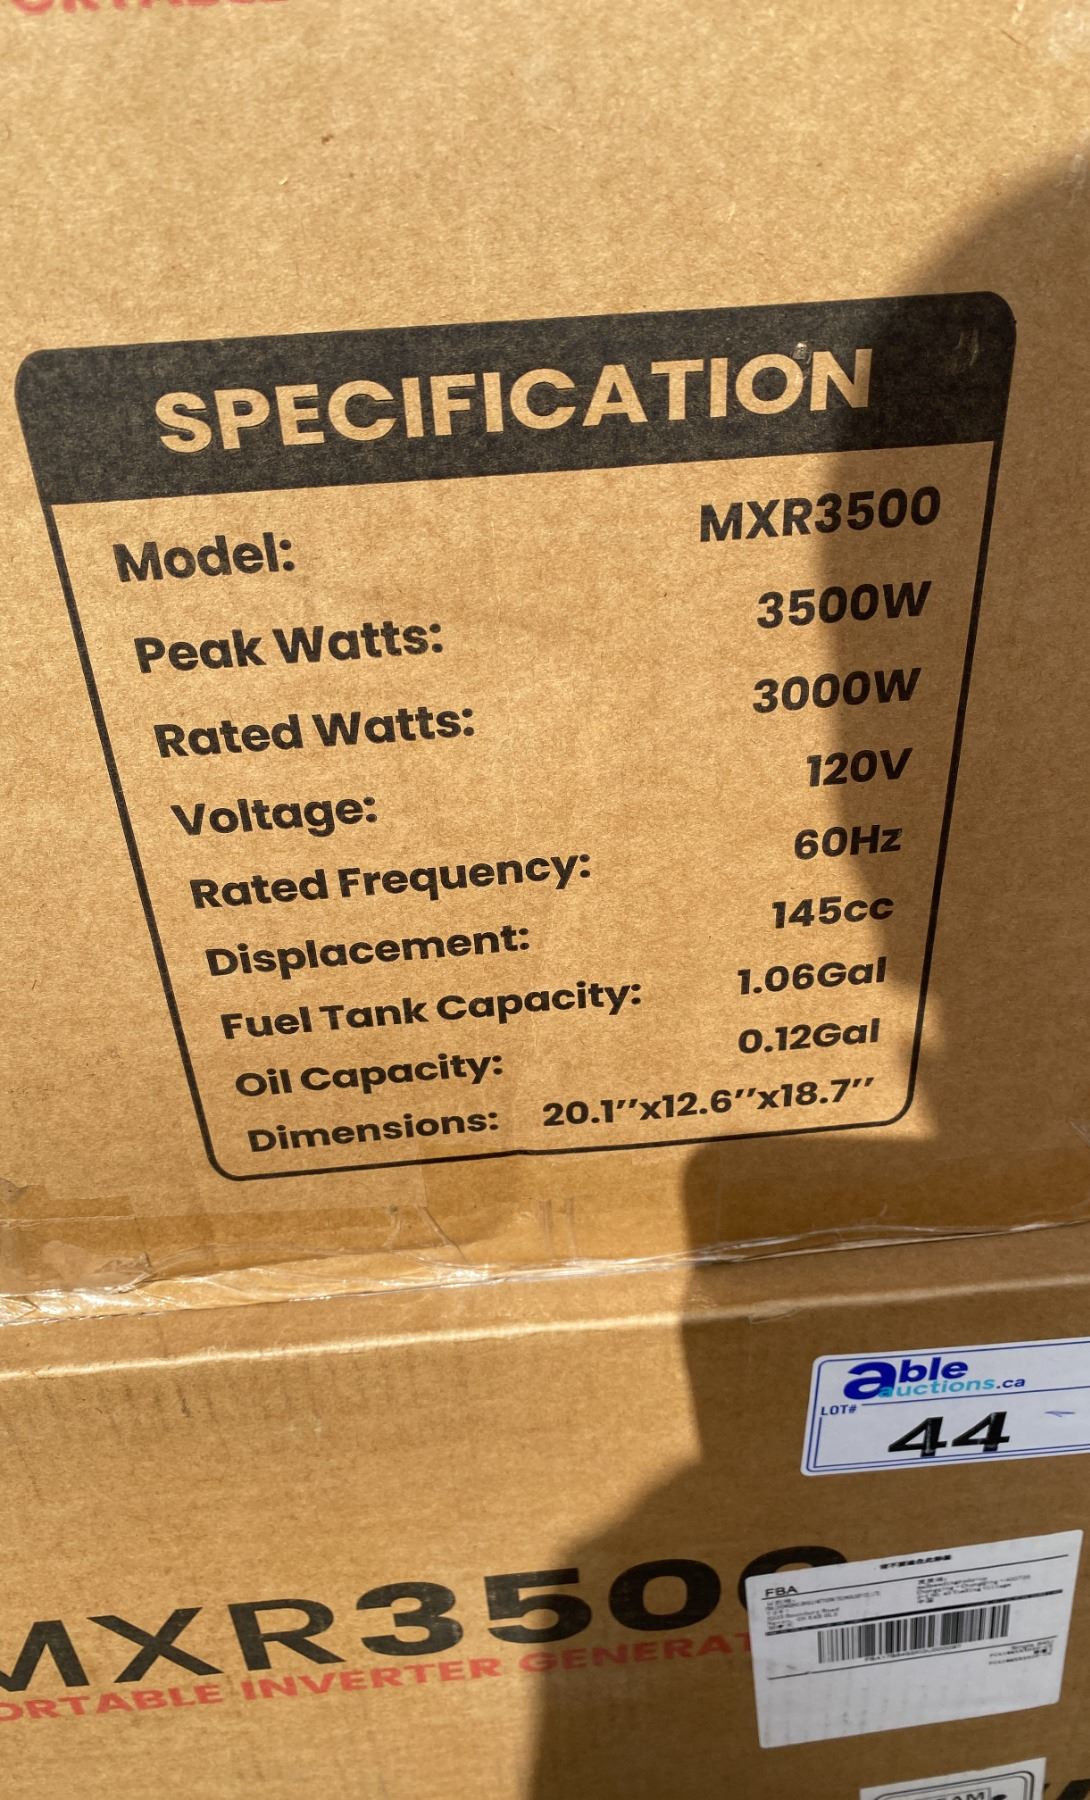 SPECIFICATION
Model: MXR3500
Peak Watts: 3500W
Rated Watts: 3000W
Voltage: 120V
Rated Frequency: 60Hz
Displacement: 145cc
Fuel Tank Capacity: 1.06Gal
Oil Capacity: 0.12Gal
Dimensions: 20.1’’x12.6’’x18.7’’
able
auctions.ca
LOT#
44
MXR3500
ORTABLE INVERTER GENERAT
FBA